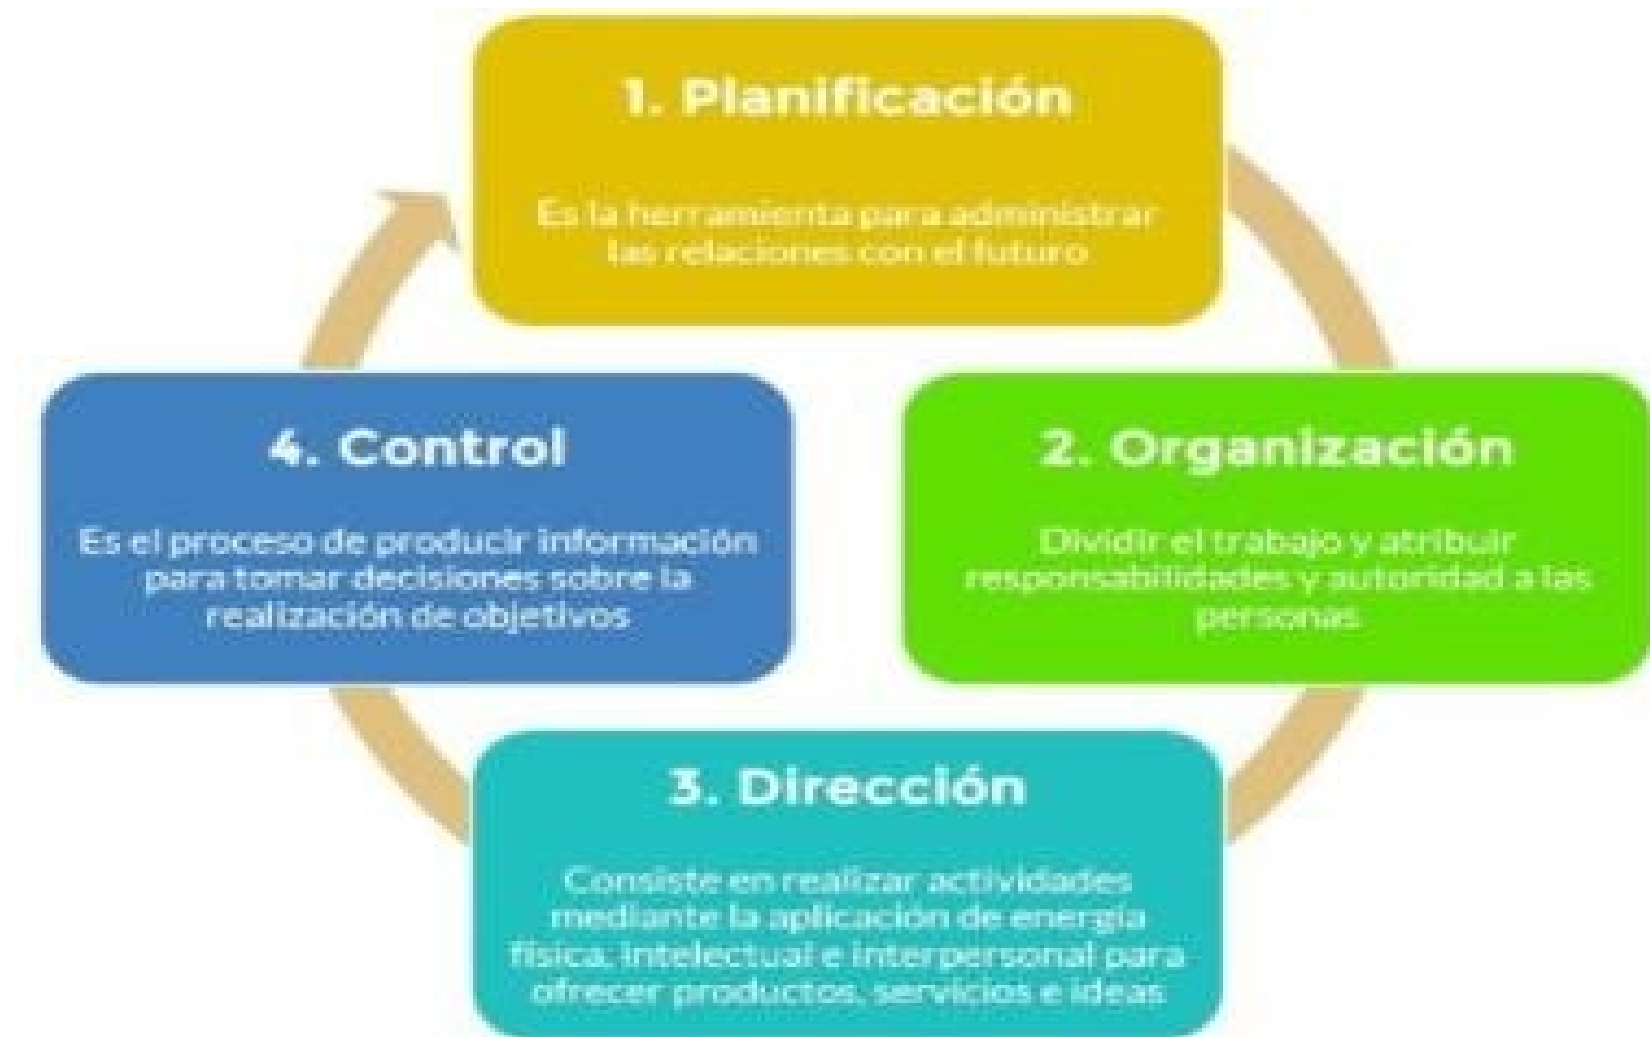 1. Planificación
Es la herramienta para administrar
las relaciones con el futuro
2. Organización
Dividir el trabajo y atribuir
responsabilidades y autoridad a las
personas
3. Dirección
Consiste en realizar actividades
mediante la aplicación de energía
física, intelectual e interpersonal para
ofrecer productos, servicios e ideas
4. Control
Es el proceso de producir información
para tomar decisiones sobre la
realización de objetivos